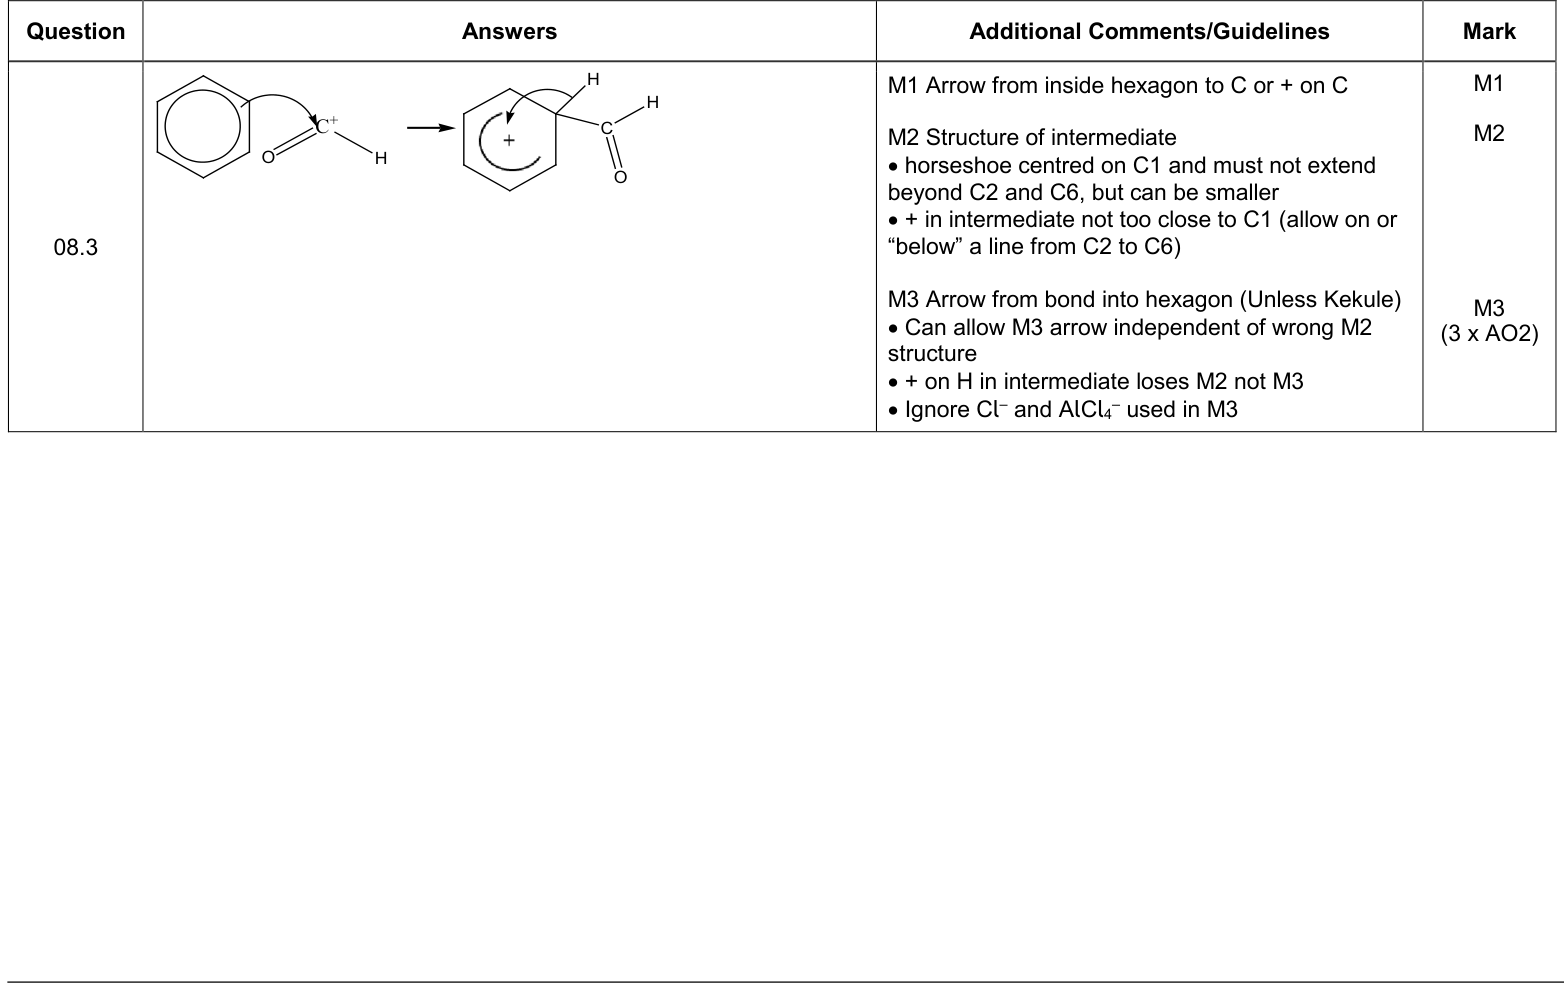 Question Answers Additional Comments/Guidelines Mark
08.3
C+
O
H
+
H
C
H
O
M1 Arrow from inside hexagon to C or + on C
M2 Structure of intermediate
• horseshoe centred on C1 and must not extend
beyond C2 and C6, but can be smaller
• + in intermediate not too close to C1 (allow on or
“below” a line from C2 to C6)
M3 Arrow from bond into hexagon (Unless Kekule)
• Can allow M3 arrow independent of wrong M2
structure
• + on H in intermediate loses M2 not M3
• Ignore Cl– and AlCl4– used in M3
M1
M2
M3
(3 x AO2)